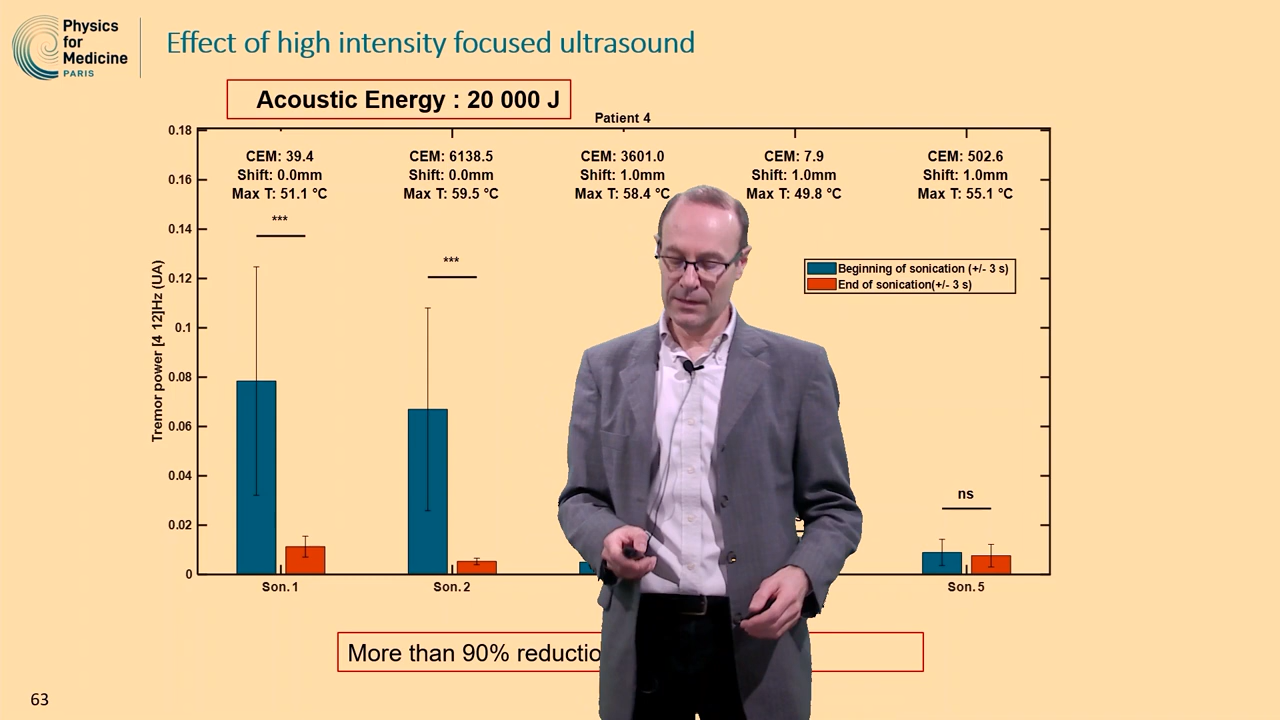 Physics
for
Medicine
PARIS
Effect of high intensity focused ultrasound
Acoustic Energy : 20 000 J
Patient 4
0.18
0.16
0.14
0.12
0.1
0.08
0.06
0.04
0.02
0
Tremor power [4 12]Hz (UA)
CEM: 39.4
Shift: 0.0mm
Max T: 51.1 °C
***
CEM: 6138.5
Shift: 0.0mm
Max T: 59.5 °C
***
CEM: 3601.0
Shift: 1.0mm
Max T: 58.4 °C
CEM: 7.9
Shift: 1.0mm
Max T: 49.8 °C
CEM: 502.6
Shift: 1.0mm
Max T: 55.1 °C
Beginning of sonication (+/- 3 s)
End of sonication(+/- 3 s)
ns
Son.1
Son.2
Son.5
More than 90%
63